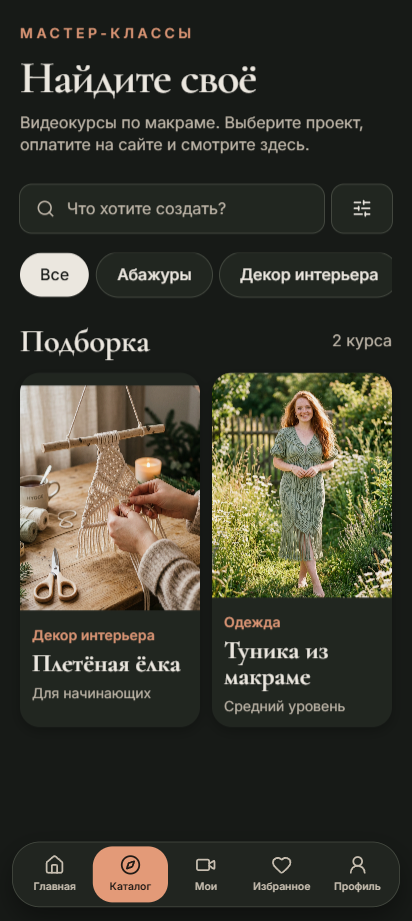 МАСТЕР-КЛАССЫ
Найдите своё
Видеокурсы по макраме. Выберите проект,
оплатите на сайте и смотрите здесь.
Что хотите создать?
Все
Абажуры
Декор интерьера
Подборка
2 курса
Декор интерьера
Плетёная ёлка
Для начинающих
Одежда
Туника из
макраме
Средний уровень
Главная
Каталог
Мои
Избранное
Профиль